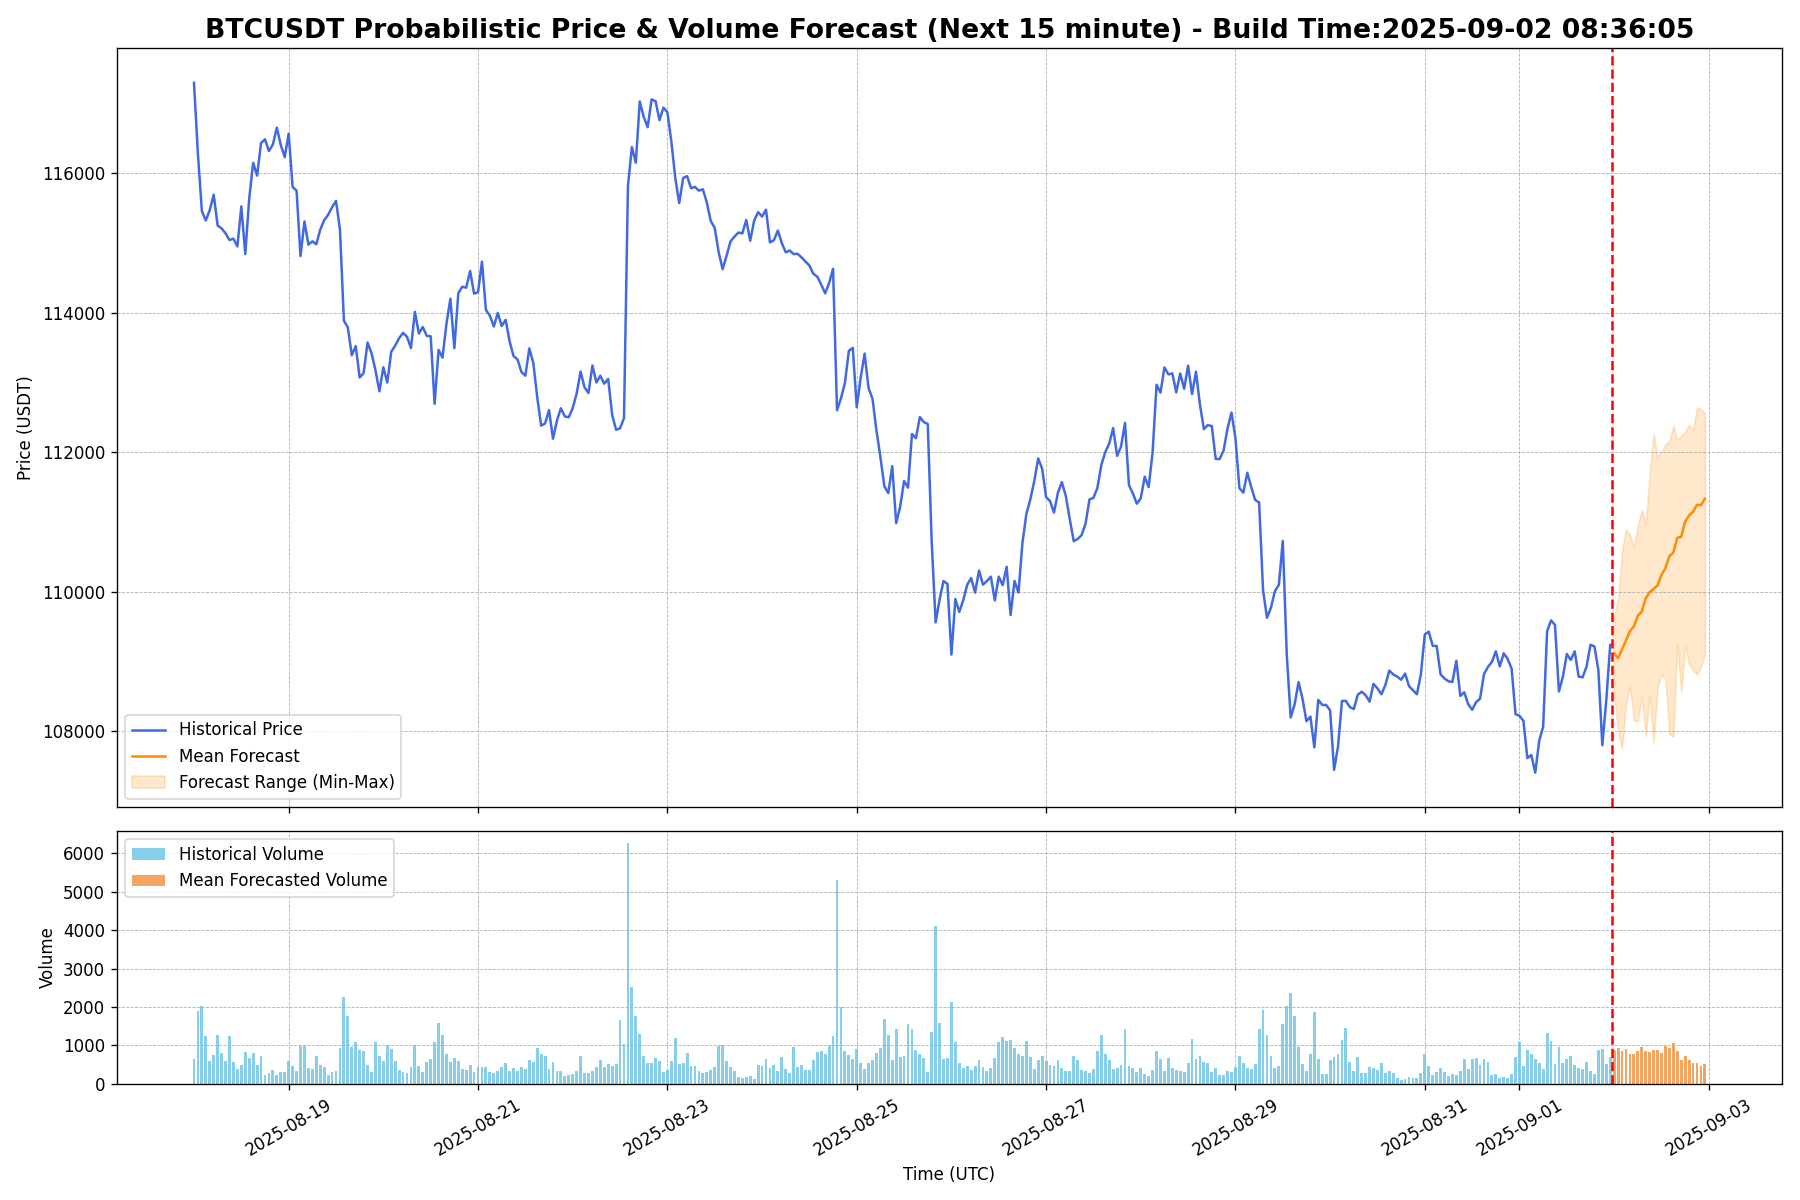 BTCUSDT Probabilistic Price & Volume Forecast (Next 15 minute) - Build Time:2025-09-02 08:36:05
Price (USDT)
116000
114000
112000
110000
108000
Historical Price
Mean Forecast
Forecast Range (Min-Max)
Volume
6000
5000
4000
3000
2000
1000
0
Historical Volume
Mean Forecasted Volume
2025-08-19
2025-08-21
2025-08-23
2025-08-25
2025-08-27
2025-08-29
2025-08-31
2025-09-01
2025-09-03
Time (UTC)